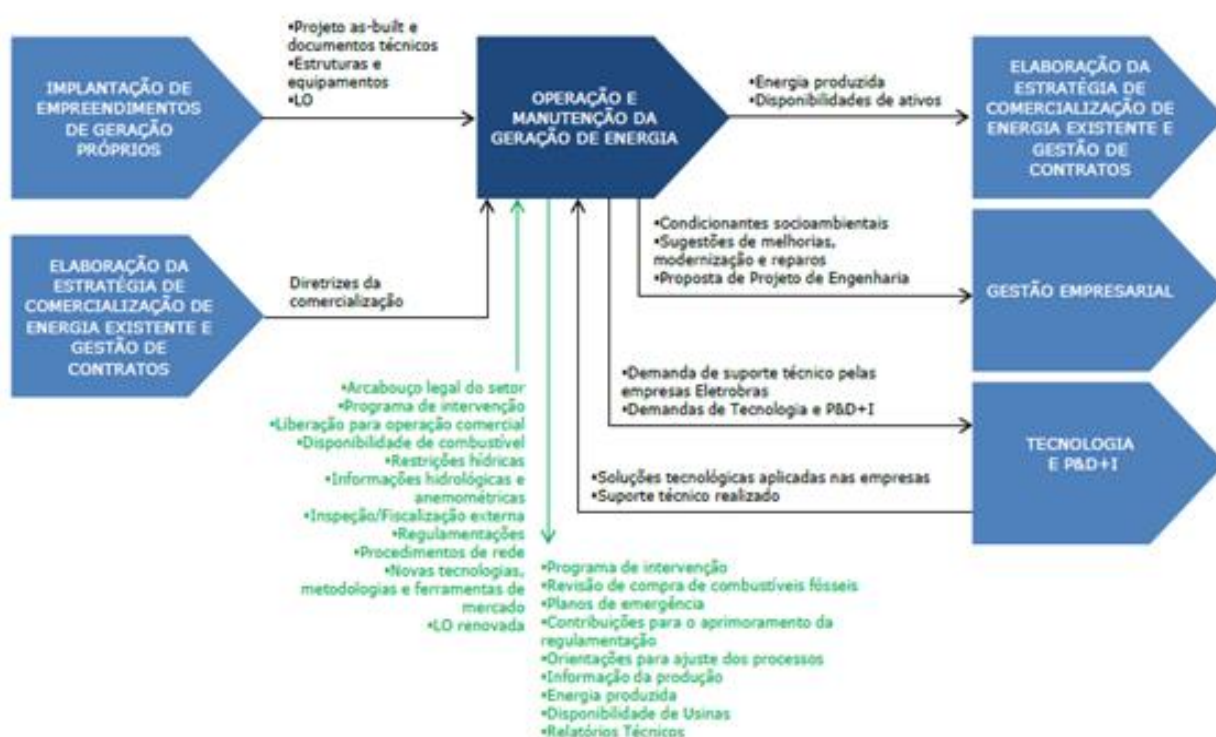 •Projeto as-built e
documentos técnicos
•Estruturas e
equipamentos
•LO
IMPLANTAÇÃO DE
EMPREENDIMENTOS
DE GERAÇÃO
PRÓPRIOS
OPERAÇÃO E
MANUTENÇÃO DA
GERAÇÃO DE ENERGIA
•Energia produzida
•Disponibilidades de ativos
ELABORAÇÃO DA
ESTRATÉGIA DE
COMERCIALIZAÇÃO DE
ENERGIA EXISTENTE E
GESTÃO DE
CONTRATOS
ELABORAÇÃO DA
ESTRATÉGIA DE
COMERCIALIZAÇÃO DE
ENERGIA EXISTENTE E
GESTÃO DE
CONTRATOS
Diretrizes da
comercialização
•Condicionantes socioambientais
•Sugestões de melhorias,
modernização e reparos
•Proposta de Projeto de Engenharia
GESTÃO EMPRESARIAL
•Demanda de suporte técnico pelas
empresas Eletrobras
•Demandas de Tecnologia e P&D+I
TECNOLOGIA
E P&D+I
•Soluções tecnológicas aplicadas nas empresas
•Suporte técnico realizado
•Arcabouço legal do setor
•Programa de intervenção
•Liberação para operação comercial
•Disponibilidade de combustível
•Restrições hídricas
•Informações hidrológicas e
anemométricas
•Inspeção/Fiscalização externa
•Regulamentações
•Procedimentos de rede
•Novas tecnologias,
metodologias e ferramentas de
mercado
•LO renovada
•Programa de intervenção
•Revisão de compra de combustíveis fósseis
•Planos de emergência
•Contribuições para o aprimoramento da
regulamentação
•Orientações para ajuste dos processos
•Informação da produção
•Energia produzida
•Disponibilidade de Usinas
•Relatórios Técnicos